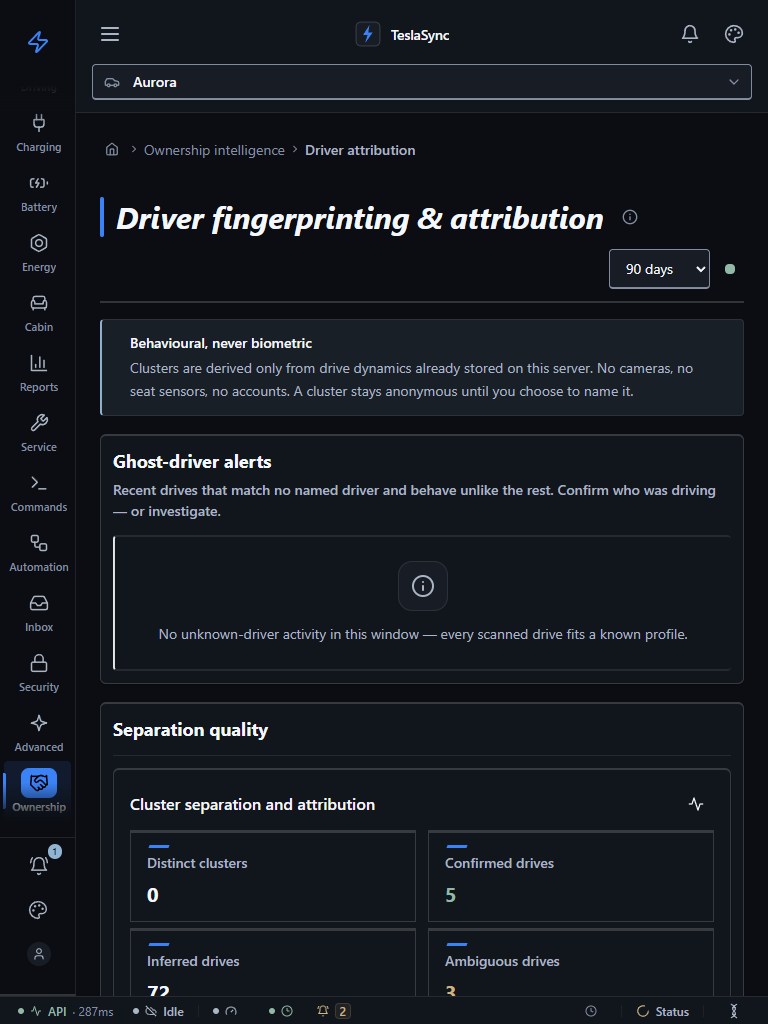 TeslaSync
Aurora
Charging
Battery
Energy
Cabin
Reports
Service
Commands
Automation
Inbox
Security
Advanced
Ownership
1
Ownership intelligence
Driver attribution
Driver fingerprinting & attribution
90 days
Behavioural, never biometric
Clusters are derived only from drive dynamics already stored on this server. No cameras, no
seat sensors, no accounts. A cluster stays anonymous until you choose to name it.
Ghost-driver alerts
Recent drives that match no named driver and behave unlike the rest. Confirm who was driving
— or investigate.
No unknown-driver activity in this window — every scanned drive fits a known profile.
Separation quality
Cluster separation and attribution
Distinct clusters
0
Confirmed drives
5
Inferred drives
72
Ambiguous drives
3
API · 287ms
Idle
2
Status